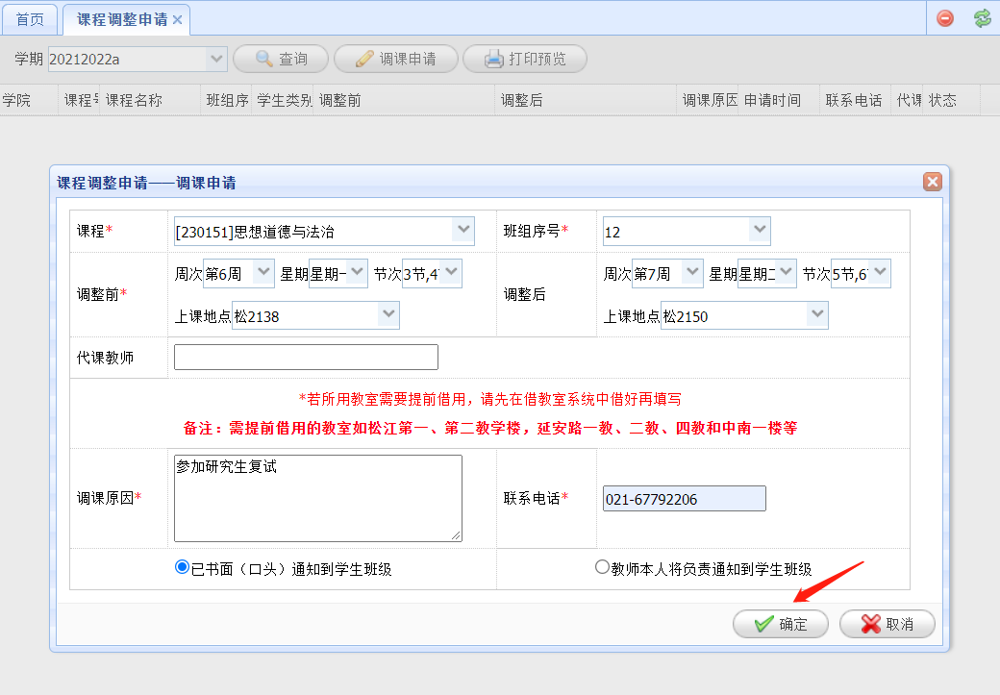 首页 课程调整申请
学期 20212022a 查询 调课申请 打印预览
学院 课程号 课程名称 班组序 学生类别 调整前 调整后 调课原因 申请时间 联系电话 代课 状态
课程调整申请——调课申请
课程* [230151]思想道德与法治 班组序号* 12
周次 第6周 星期 星期一 节次 3节,4 周次 第7周 星期 星期二 节次 5节,6
调整前* 调整后
上课地点 松2138 上课地点 松2150
代课教师
*若所用教室需要提前借用，请先在借教室系统中借好再填写
备注：需提前借用的教室如松江第一、第二教学楼，延安路一教、二教、四教和中南一楼等
参加研究生复试
调课原因* 联系电话* 021-67792206
已书面（口头）通知到学生班级 教师本人将负责通知到学生班级
确定 取消